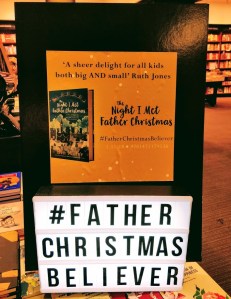 'A sheer delight for all kids
both big AND small' Ruth Jones
the
Night I Met
Father Christmas
#FatherChristmasBeliever
Night I Met
Father Christmas
#FATHER
CHRISTMAS
BELIEVER